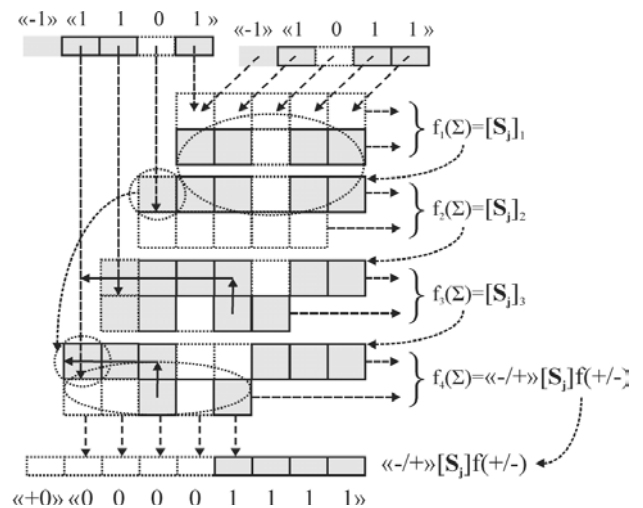 «-1» «1 1 0 1» «-1» «1 0 1 1»
f₁(Σ)=[Sⱼ]₁
f₂(Σ)=[Sⱼ]₂
f₃(Σ)=[Sⱼ]₃
f₄(Σ)=«-/+»[Sⱼ]f(+/-)
«-/+»[Sⱼ]f(+/-)
«+0» «0 0 0 0 1 1 1 1»